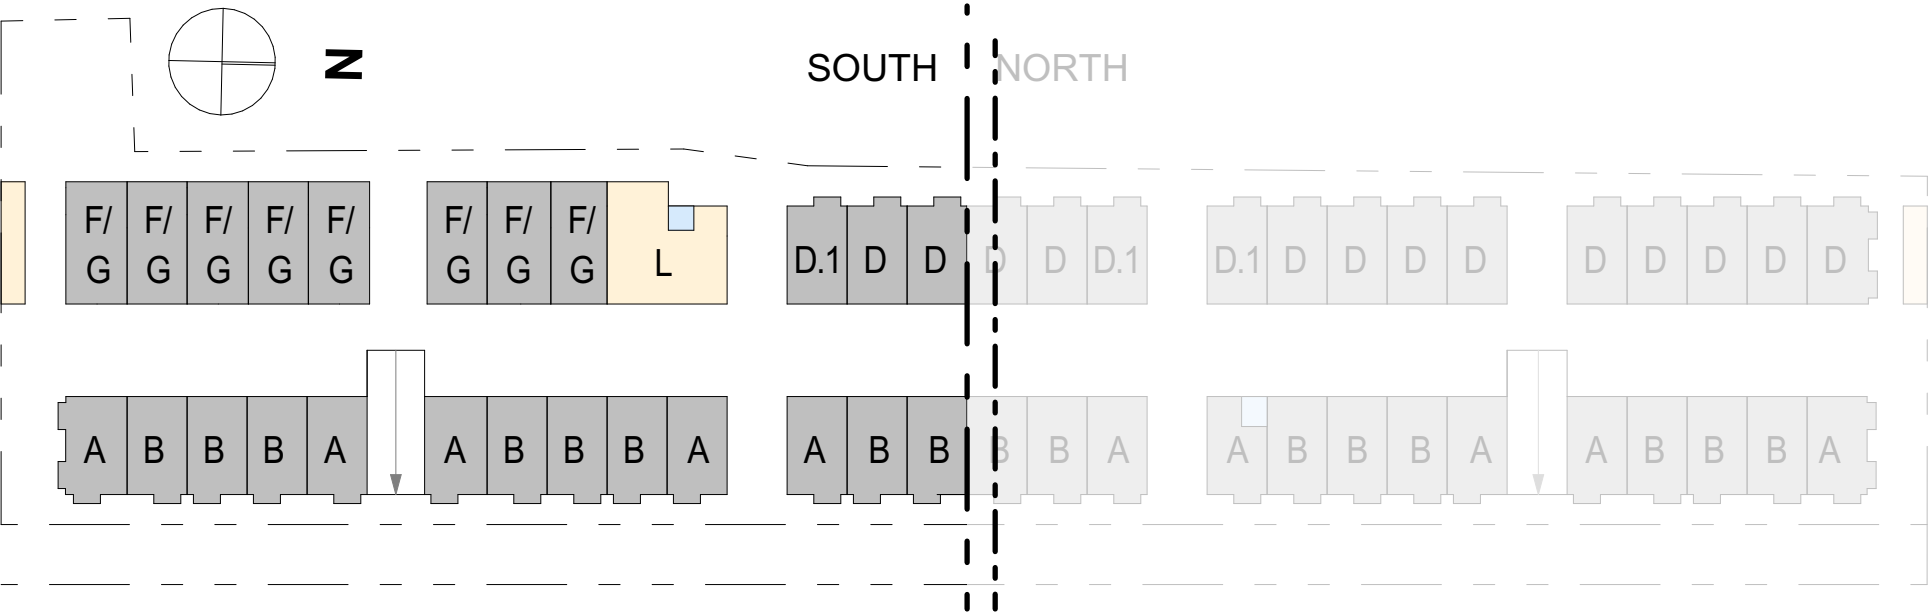 N
SOUTH NORTH
F/ F/ F/ F/ F/ F/ F/ F/
G G G G G G G G L D.1 D D D D D.1 D.1 D D D D D D D D D
A B B B A A B B B A A B B B B A A B B B A A B B B A